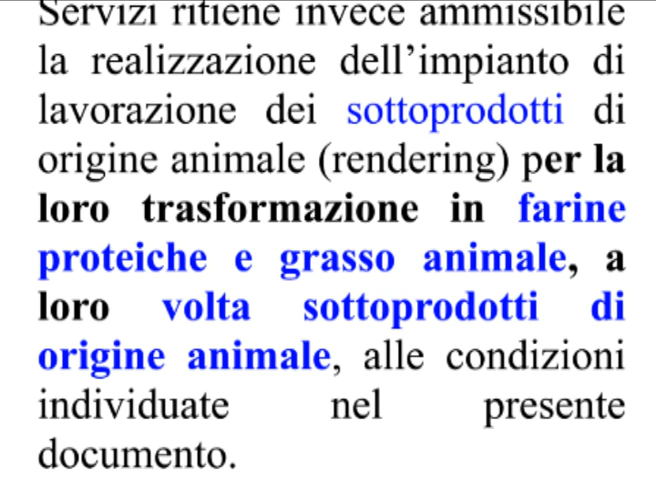 Servizi ritiene invece ammissibile
la realizzazione dell’impianto di
lavorazione dei sottoprodotti di
origine animale (rendering) per la
loro trasformazione in farine
proteiche e grasso animale, a
loro volta sottoprodotti di
origine animale, alle condizioni
individuate nel presente
documento.